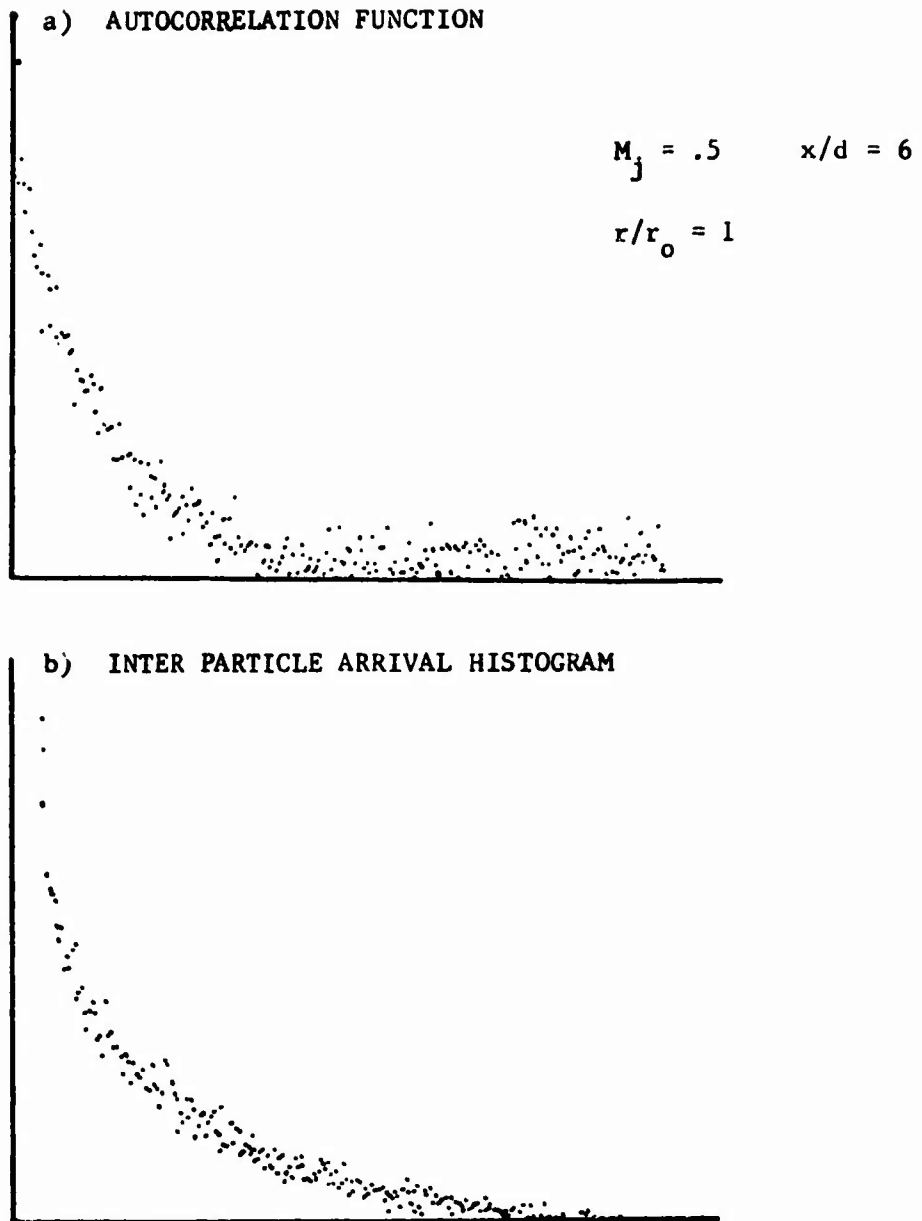 a) AUTOCORRELATION FUNCTION
M_j = .5 x/d = 6
r/r_o = 1
b) INTER PARTICLE ARRIVAL HISTOGRAM